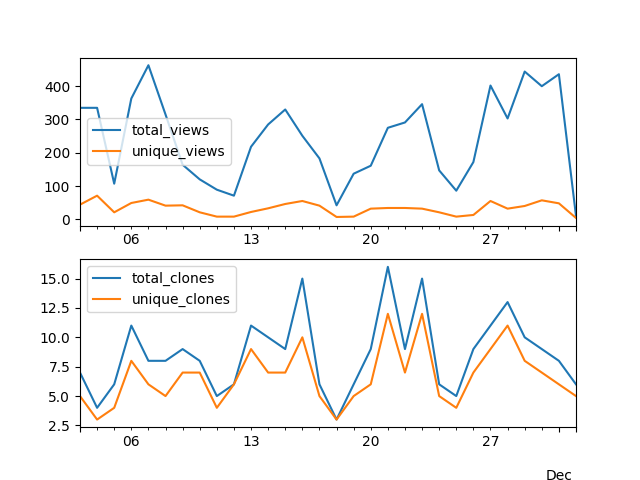 400
300
200
100
0
total_views
unique_views
06 13 20 27
15.0
12.5
10.0
7.5
5.0
2.5
total_clones
unique_clones
06 13 20 27
Dec